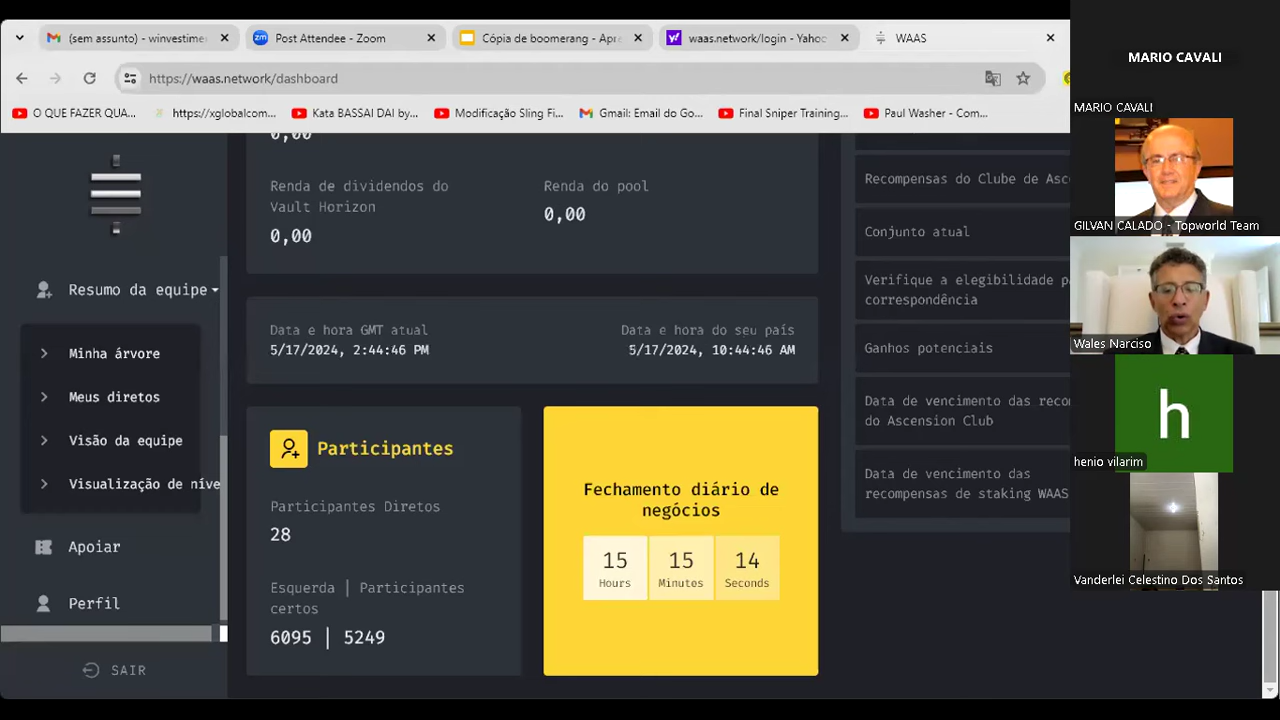 (sem assunto) - winvestime
Post Attendee - Zoom
Cópia de boomerang - Apre
waas.network/login - Yahoo
WAAS
https://waas.network/dashboard
O QUE FAZER QUA...
https://xglobalcom...
Kata BASSAI DAI by...
Modificação Sling Fi...
Gmail: Email do Go...
Final Sniper Training...
Paul Washer - Com...
MARIO CAVALI
MARIO CAVALI
GILVAN CALADO - Topworld Team
Wales Narciso
h
henio vilarim
Vanderlei Celestino Dos Santos
Resumo da equipe
Minha árvore
Meus diretos
Visão da equipe
Visualização de níve
Apoiar
Perfil
SAIR
0,00
Renda de dividendos do
Vault Horizon
0,00
Renda do pool
0,00
Data e hora GMT atual
5/17/2024, 2:44:46 PM
Data e hora do seu país
5/17/2024, 10:44:46 AM
Participantes
Participantes Diretos
28
Esquerda | Participantes
certos
6095 | 5249
Fechamento diário de
negócios
15
Hours
15
Minutes
14
Seconds
Recompensas do Clube de Asc
Conjunto atual
Verifique a elegibilidade p
correspondência
Ganhos potenciais
Data de vencimento das reco
do Ascension Club
Data de vencimento das
recompensas de staking WAAS